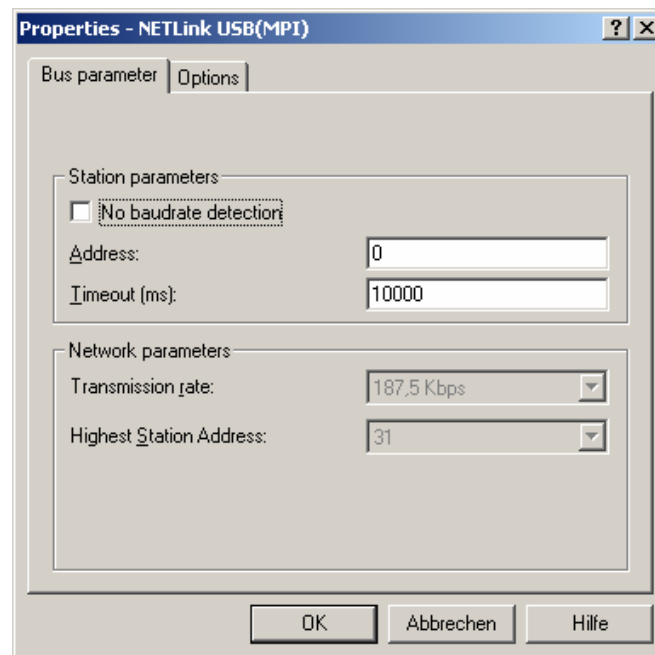 Properties - NETLink USB(MPI)
Bus parameter Options
Station parameters
No baudrate detection
Address: 0
Timeout (ms): 10000
Network parameters
Transmission rate: 187,5 Kbps
Highest Station Address: 31
OK Abbrechen Hilfe